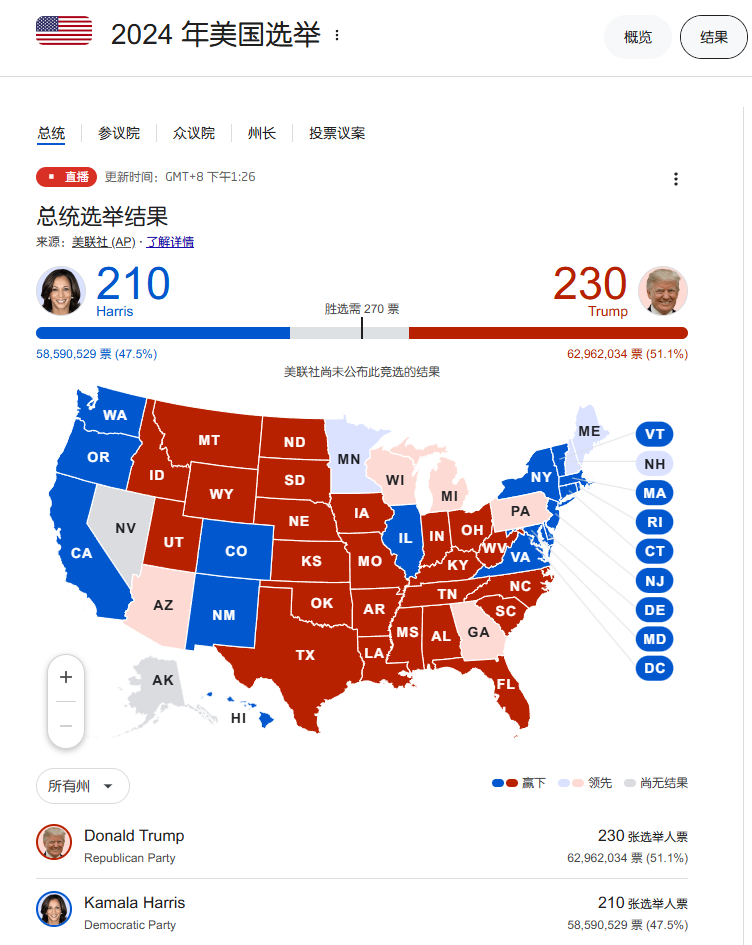 2024 年美国选举
概览
结果
总统
参议院
众议院
州长
投票议案
直播 更新时间：GMT+8 下午1:26
总统选举结果
来源：美联社 (AP) · 了解详情
210
Harris
230
Trump
胜选需 270 票
58,590,529 票 (47.5%)
62,962,034 票 (51.1%)
美联社尚未公布此竞选的结果
WA
OR
CA
NV
ID
MT
WY
UT
AZ
CO
NM
ND
SD
NE
KS
OK
TX
MN
IA
MO
AR
LA
WI
IL
MI
IN
OH
KY
TN
MS
AL
GA
FL
SC
NC
VA
WV
PA
NY
ME
VT
NH
MA
RI
CT
NJ
DE
MD
DC
AK
HI
+
−
所有州
赢下
领先
尚无结果
Donald Trump
Republican Party
230 张选举人票
62,962,034 票 (51.1%)
Kamala Harris
Democratic Party
210 张选举人票
58,590,529 票 (47.5%)